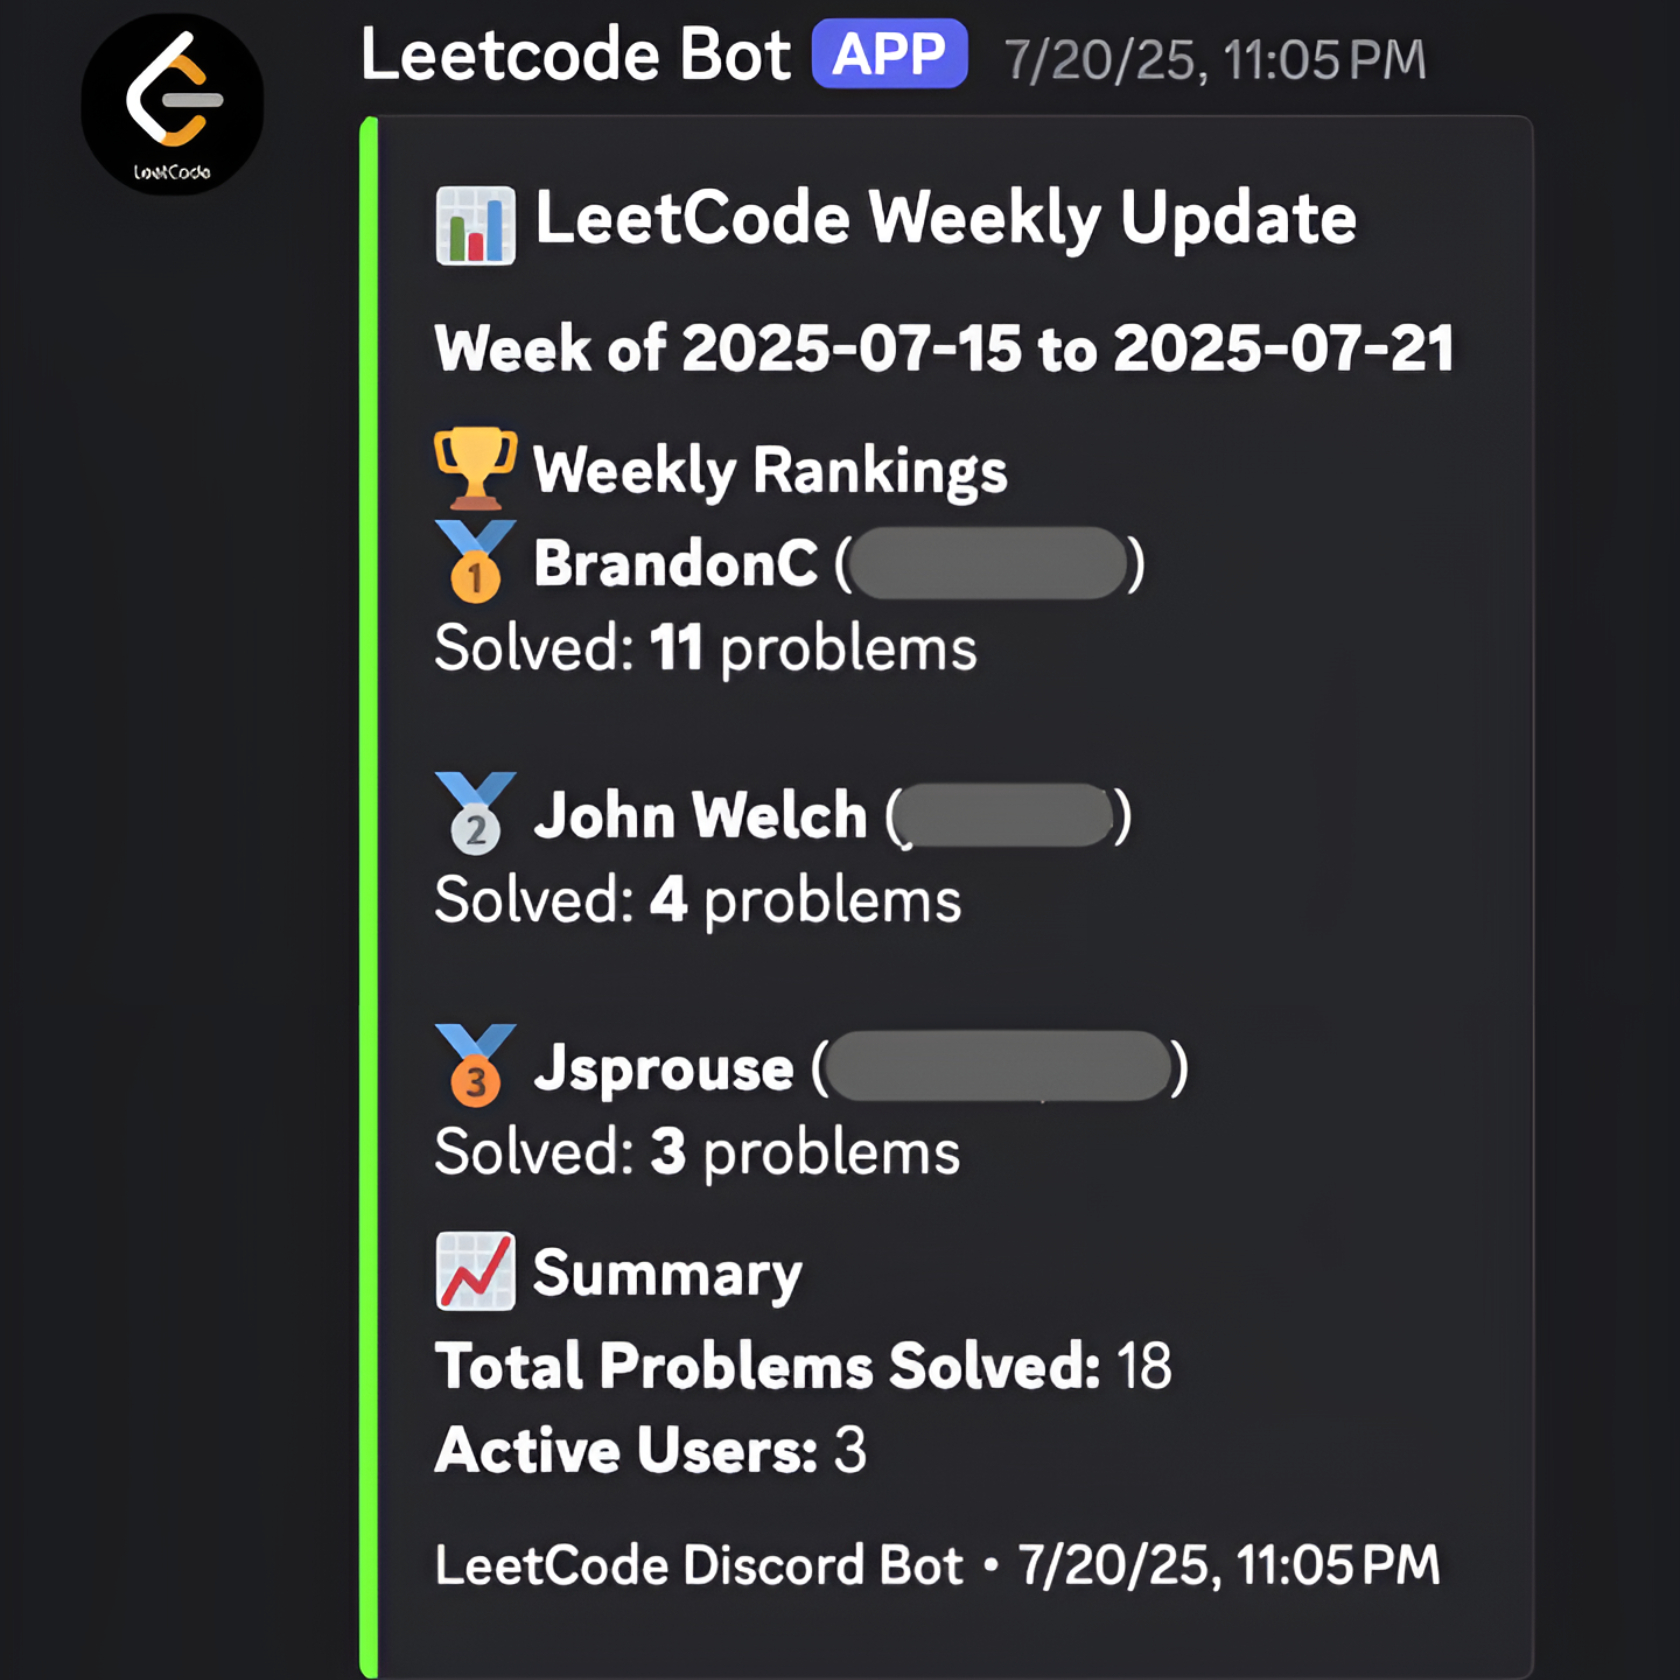 Leetcode Bot APP 7/20/25, 11:05 PM
LeetCode
LeetCode Weekly Update
Week of 2025-07-15 to 2025-07-21
Weekly Rankings
1 BrandonC ( )
Solved: 11 problems
2 John Welch ( )
Solved: 4 problems
3 Jsprouse ( )
Solved: 3 problems
Summary
Total Problems Solved: 18
Active Users: 3
LeetCode Discord Bot • 7/20/25, 11:05 PM